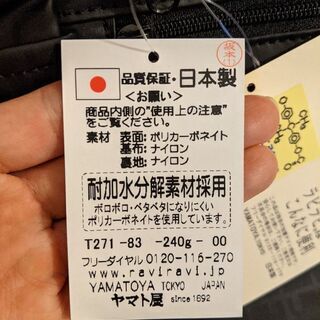 品質保証・日本製
<お願い>
商品内側の"使用上の注意"
をご覧ください。
素材 表面：ポリカーボネイト
基布：ナイロン
裏地：ナイロン
耐加水分解素材採用
ボロボロ・ベタベタになりにくい
ポリカーボネイトを使用しています。
T271 -83 -240g- 00
フリーダイヤル 0120-116-270
www.raviravi.jp
YAMATOYA TOKYO JAPAN
ヤマト屋 since 1892